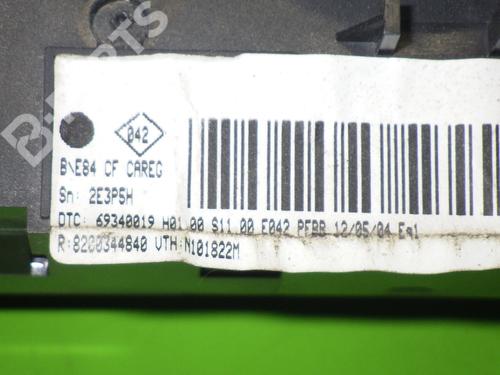 B-PARTS
042
B\E84 CF CAREG
Sn: 2E3P5H
DTC: 69340019 H01.00 S11.00 E042 PFBB 12/05/04 Eq1
R:8200344840 VTH:N101822M